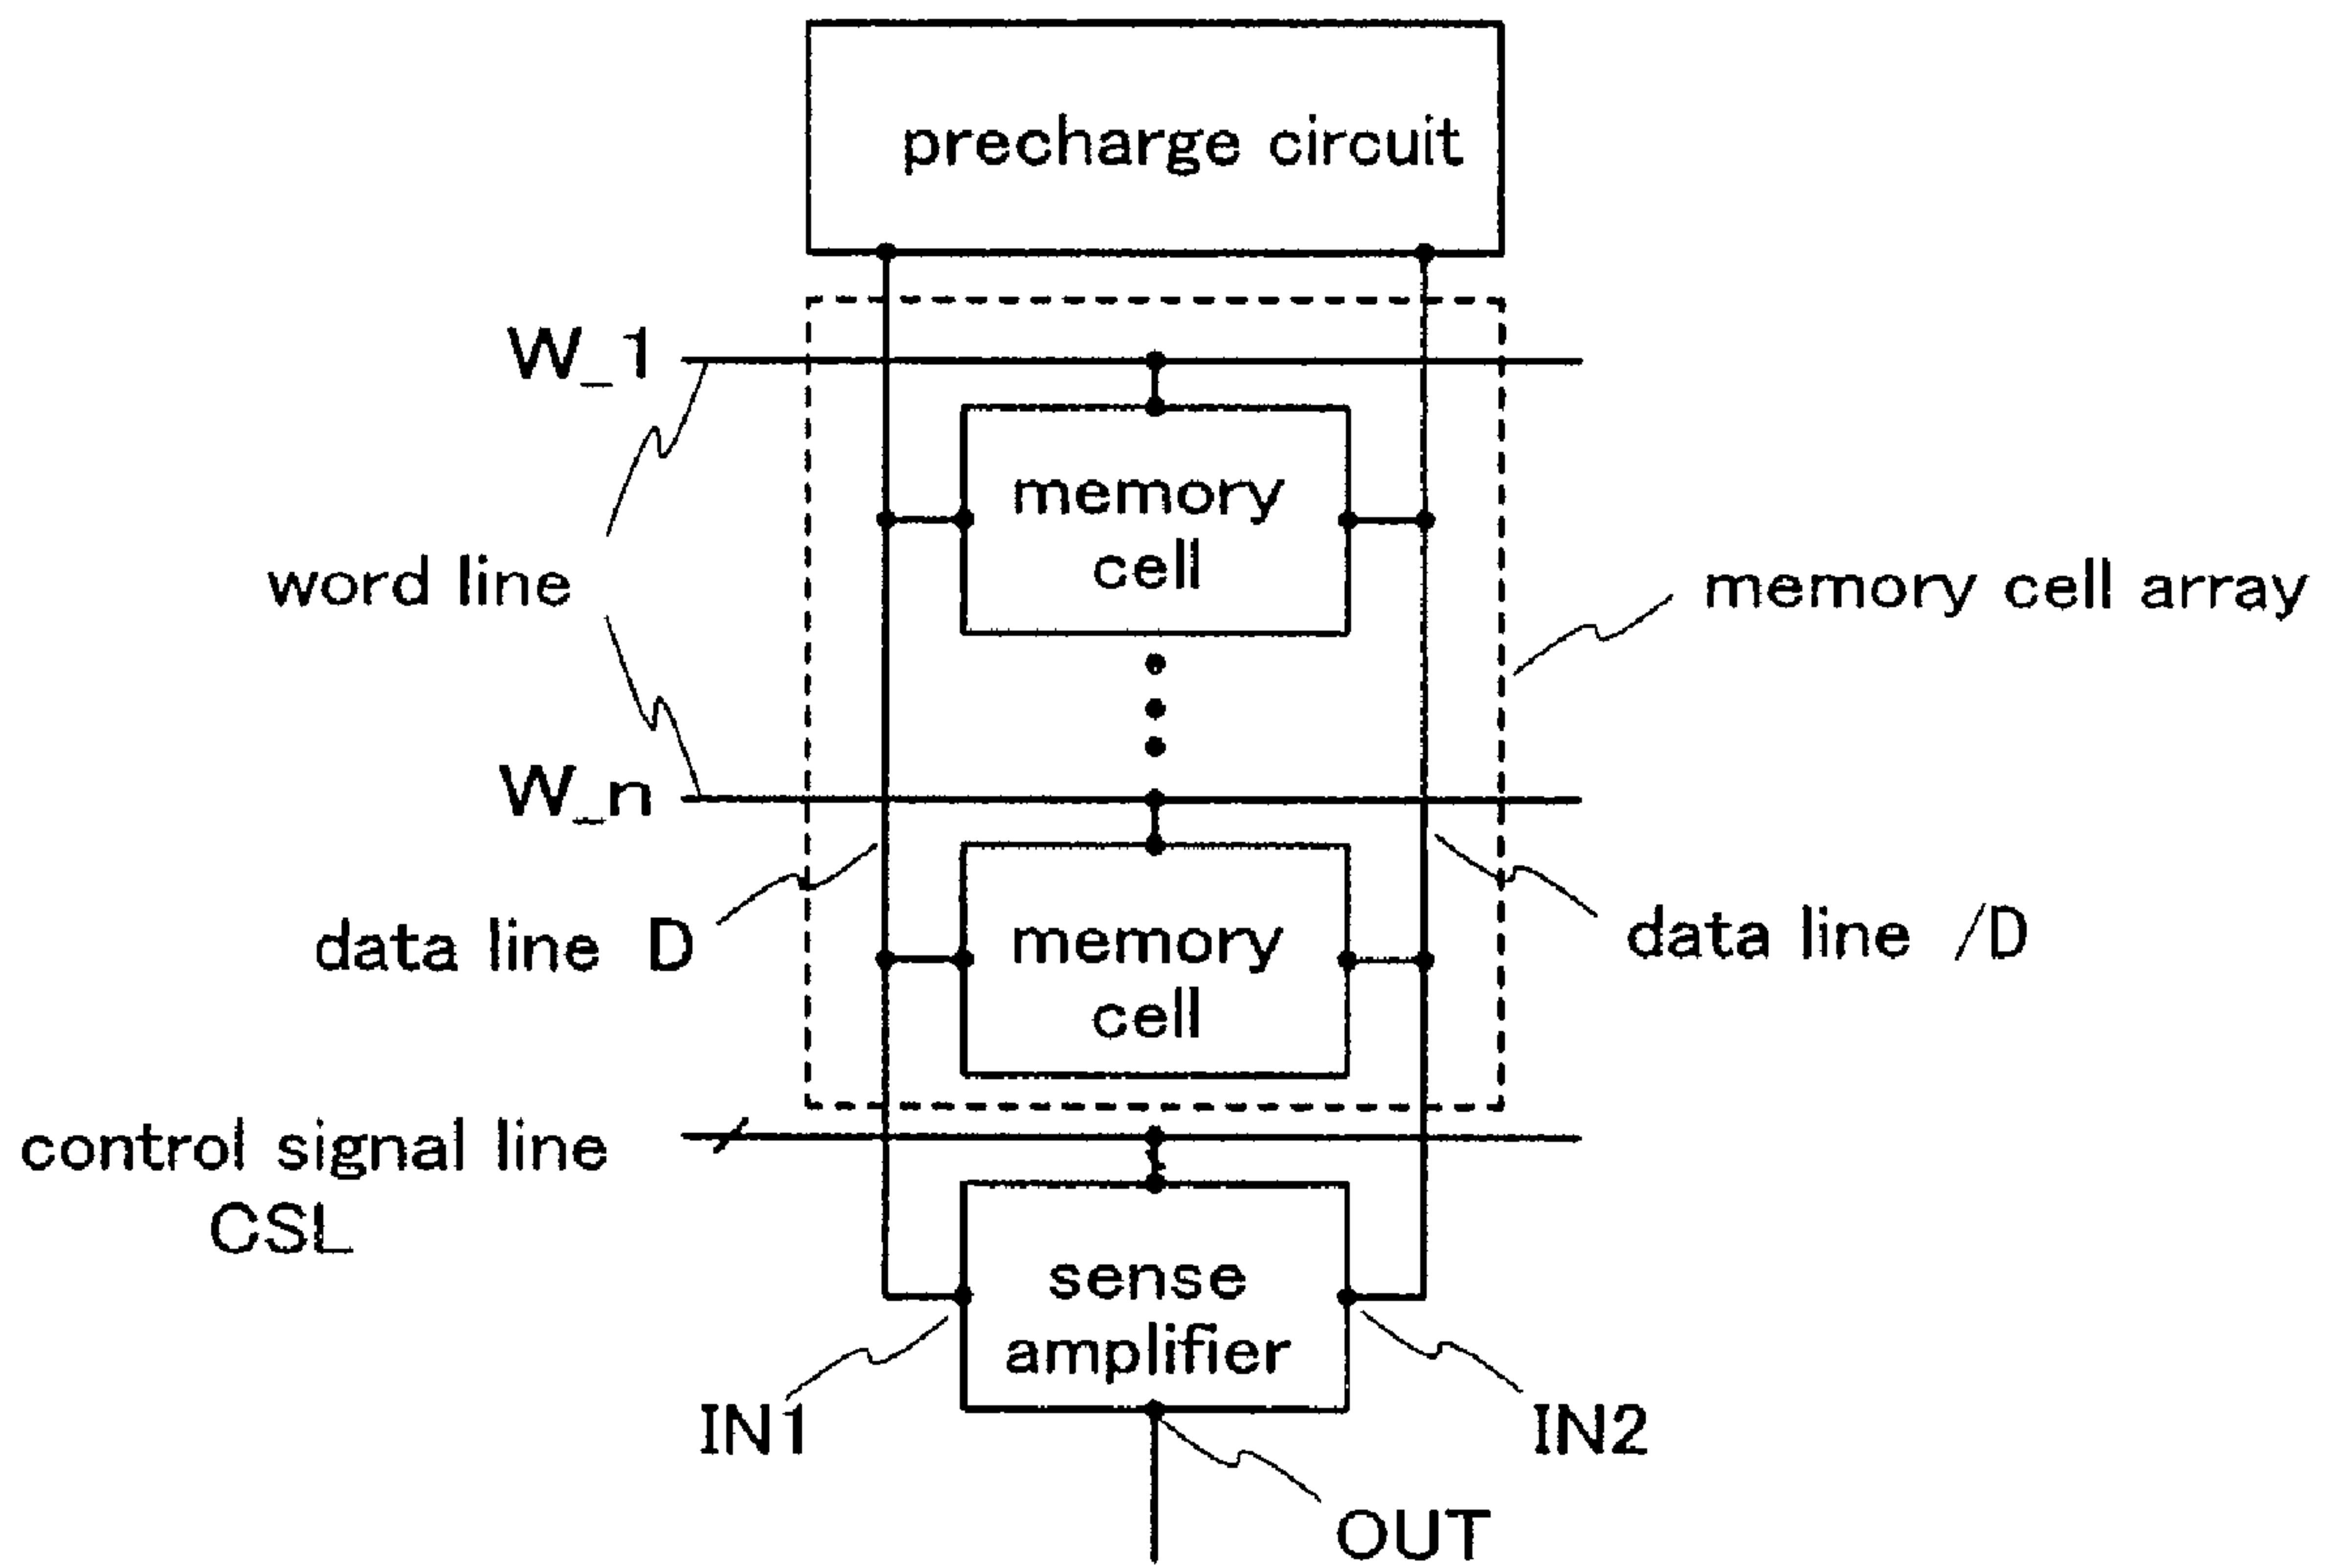 precharge circuit
W_1
memory
cell
word line
memory cell array
W_n
data line D
memory
cell
data line /D
control signal line
CSL
sense
amplifier
IN1
IN2
OUT